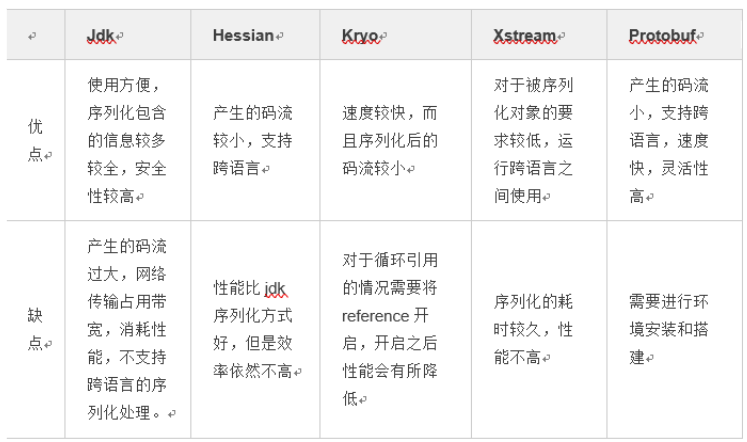 Jdk
Hessian
Kryo
Xstream
Protobuf
优
点
使用方便，
序列化包含
的信息较多
较全，安全
性较高
产生的码流
较小，支持
跨语言
速度较快，而
且序列化后的
码流较小
对于被序列
化对象的要
求较低，运
行跨语言之
间使用
产生的码流
小，支持跨
语言，速度
快，灵活性
高
缺
点
产生的码流
过大，网络
传输占用带
宽，消耗性
能，不支持
跨语言的序
列化处理。
性能比 jdk
序列化方式
好，但是效
率依然不高
对于循环引用
的情况需要将
reference 开
启，开启之后
性能会有所降
低
序列化的耗
时较久，性
能不高
需要进行环
境安装和搭
建